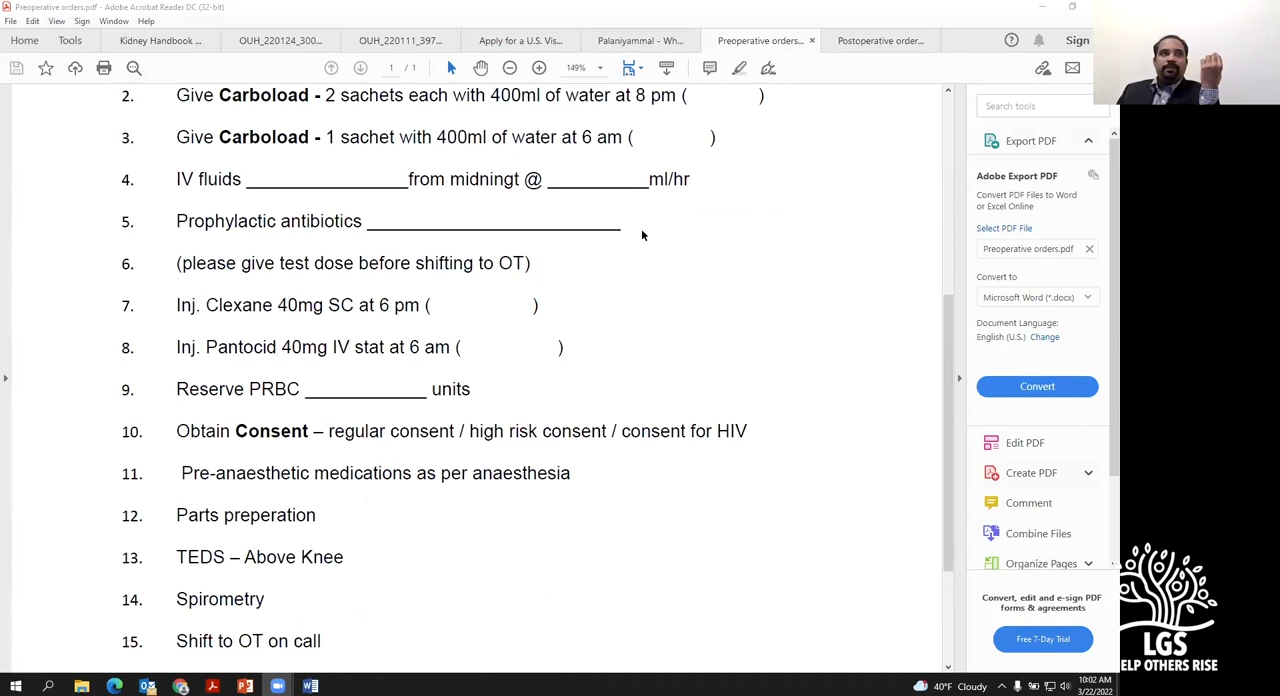 Preoperative orders.pdf - Adobe Acrobat Reader DC (32-bit)
File Edit View Sign Window Help
Home Tools Kidney Handbook ... OUH_220124_300... OUH_220111_397... Apply for a U.S. Vis... Palaniyammal - Wh... Preoperative orders... × Postoperative order... Sign
1 / 1 149%
2. Give Carboload - 2 sachets each with 400ml of water at 8 pm ( )
3. Give Carboload - 1 sachet with 400ml of water at 6 am ( )
4. IV fluids _______________from midningt @ __________ml/hr
5. Prophylactic antibiotics ________________________
6. (please give test dose before shifting to OT)
7. Inj. Clexane 40mg SC at 6 pm ( )
8. Inj. Pantocid 40mg IV stat at 6 am ( )
9. Reserve PRBC ____________ units
10. Obtain Consent – regular consent / high risk consent / consent for HIV
11. Pre-anaesthetic medications as per anaesthesia
12. Parts preperation
13. TEDS – Above Knee
14. Spirometry
15. Shift to OT on call
Search tools
Export PDF
Adobe Export PDF
Convert PDF Files to Word
or Excel Online
Select PDF File
Preoperative orders.pdf
Convert to
Microsoft Word (*.docx)
Document Language:
English (U.S.) Change
Convert
Edit PDF
Create PDF
Comment
Combine Files
Organize Pages
Convert, edit and e-sign PDF
forms & agreements
Free 7-Day Trial
LGS
HELP OTHERS RISE
40°F Cloudy
10:02 AM
3/22/2022